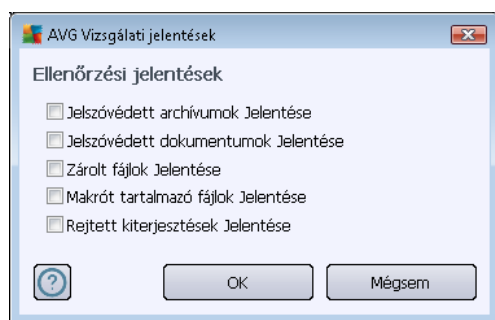 AVG Vizsgálati jelentések
Ellenőrzési jelentések
Jelszóvédett archívumok Jelentése
Jelszóvédett dokumentumok Jelentése
Zárolt fájlok Jelentése
Makrót tartalmazó fájlok Jelentése
Rejtett kiterjesztések Jelentése
? OK Mégsem